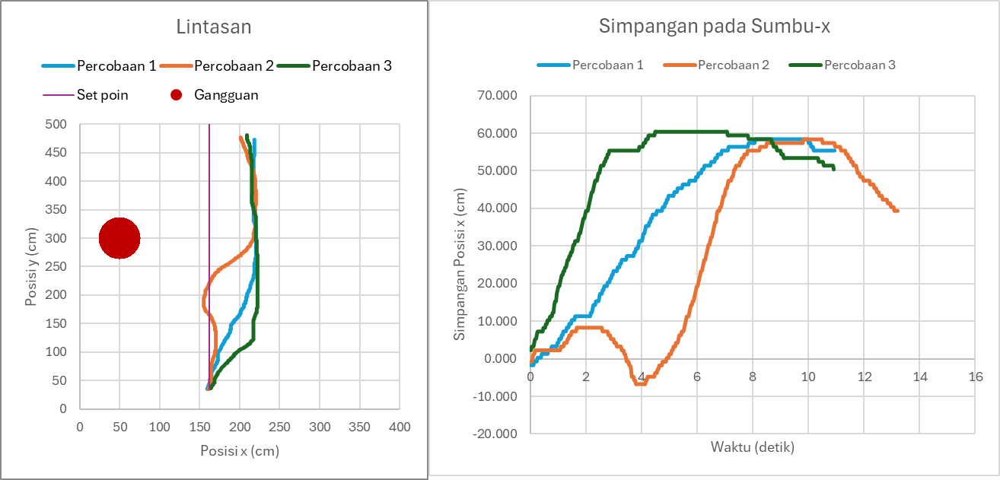 Lintasan
Percobaan 1 Percobaan 2 Percobaan 3
Set poin Gangguan
500
450
400
350
300
250
200
150
100
50
0
0 50 100 150 200 250 300 350 400
Posisi y (cm)
Posisi x (cm)
Simpangan pada Sumbu-x
Percobaan 1 Percobaan 2 Percobaan 3
70.000
60.000
50.000
40.000
30.000
20.000
10.000
0.000
-10.000
-20.000
0 2 4 6 8 10 12 14 16
Simpangan Posisi x (cm)
Waktu (detik)